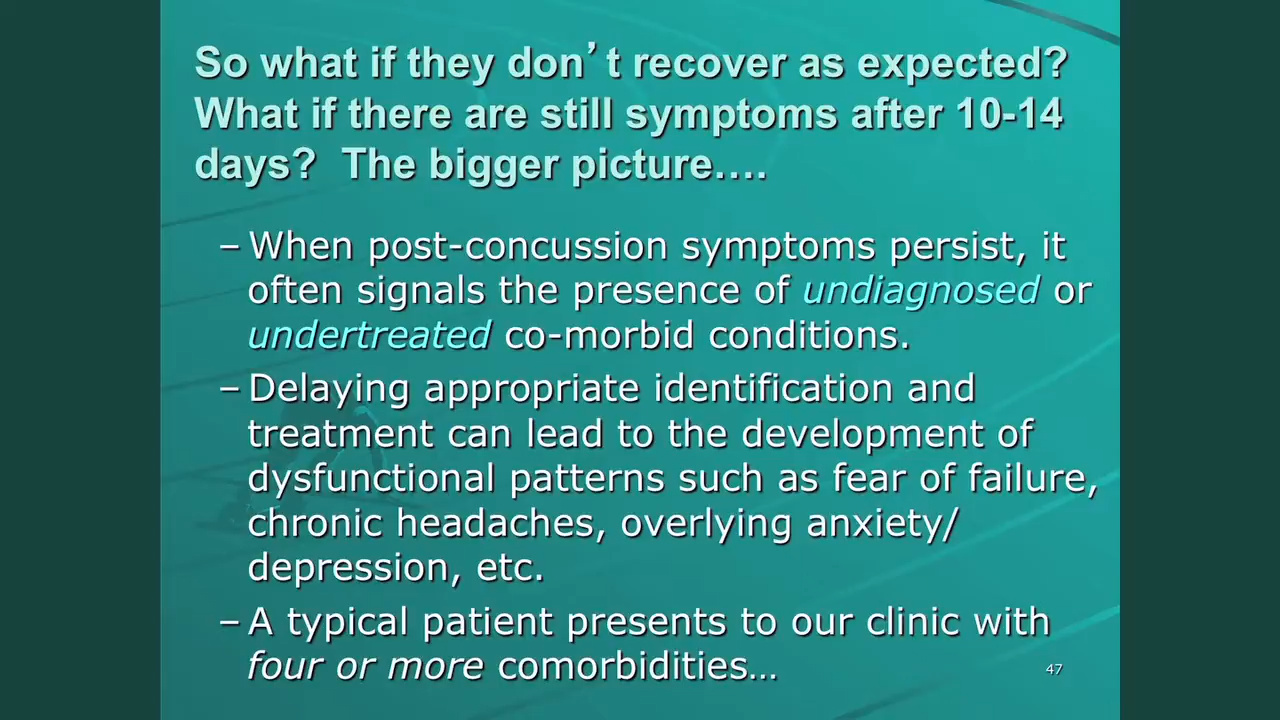 So what if they don’t recover as expected?
What if there are still symptoms after 10-14
days?  The bigger picture….
– When post-concussion symptoms persist, it
often signals the presence of undiagnosed or
undertreated co-morbid conditions.
– Delaying appropriate identification and
treatment can lead to the development of
dysfunctional patterns such as fear of failure,
chronic headaches, overlying anxiety/
depression, etc.
– A typical patient presents to our clinic with
four or more comorbidities…
47